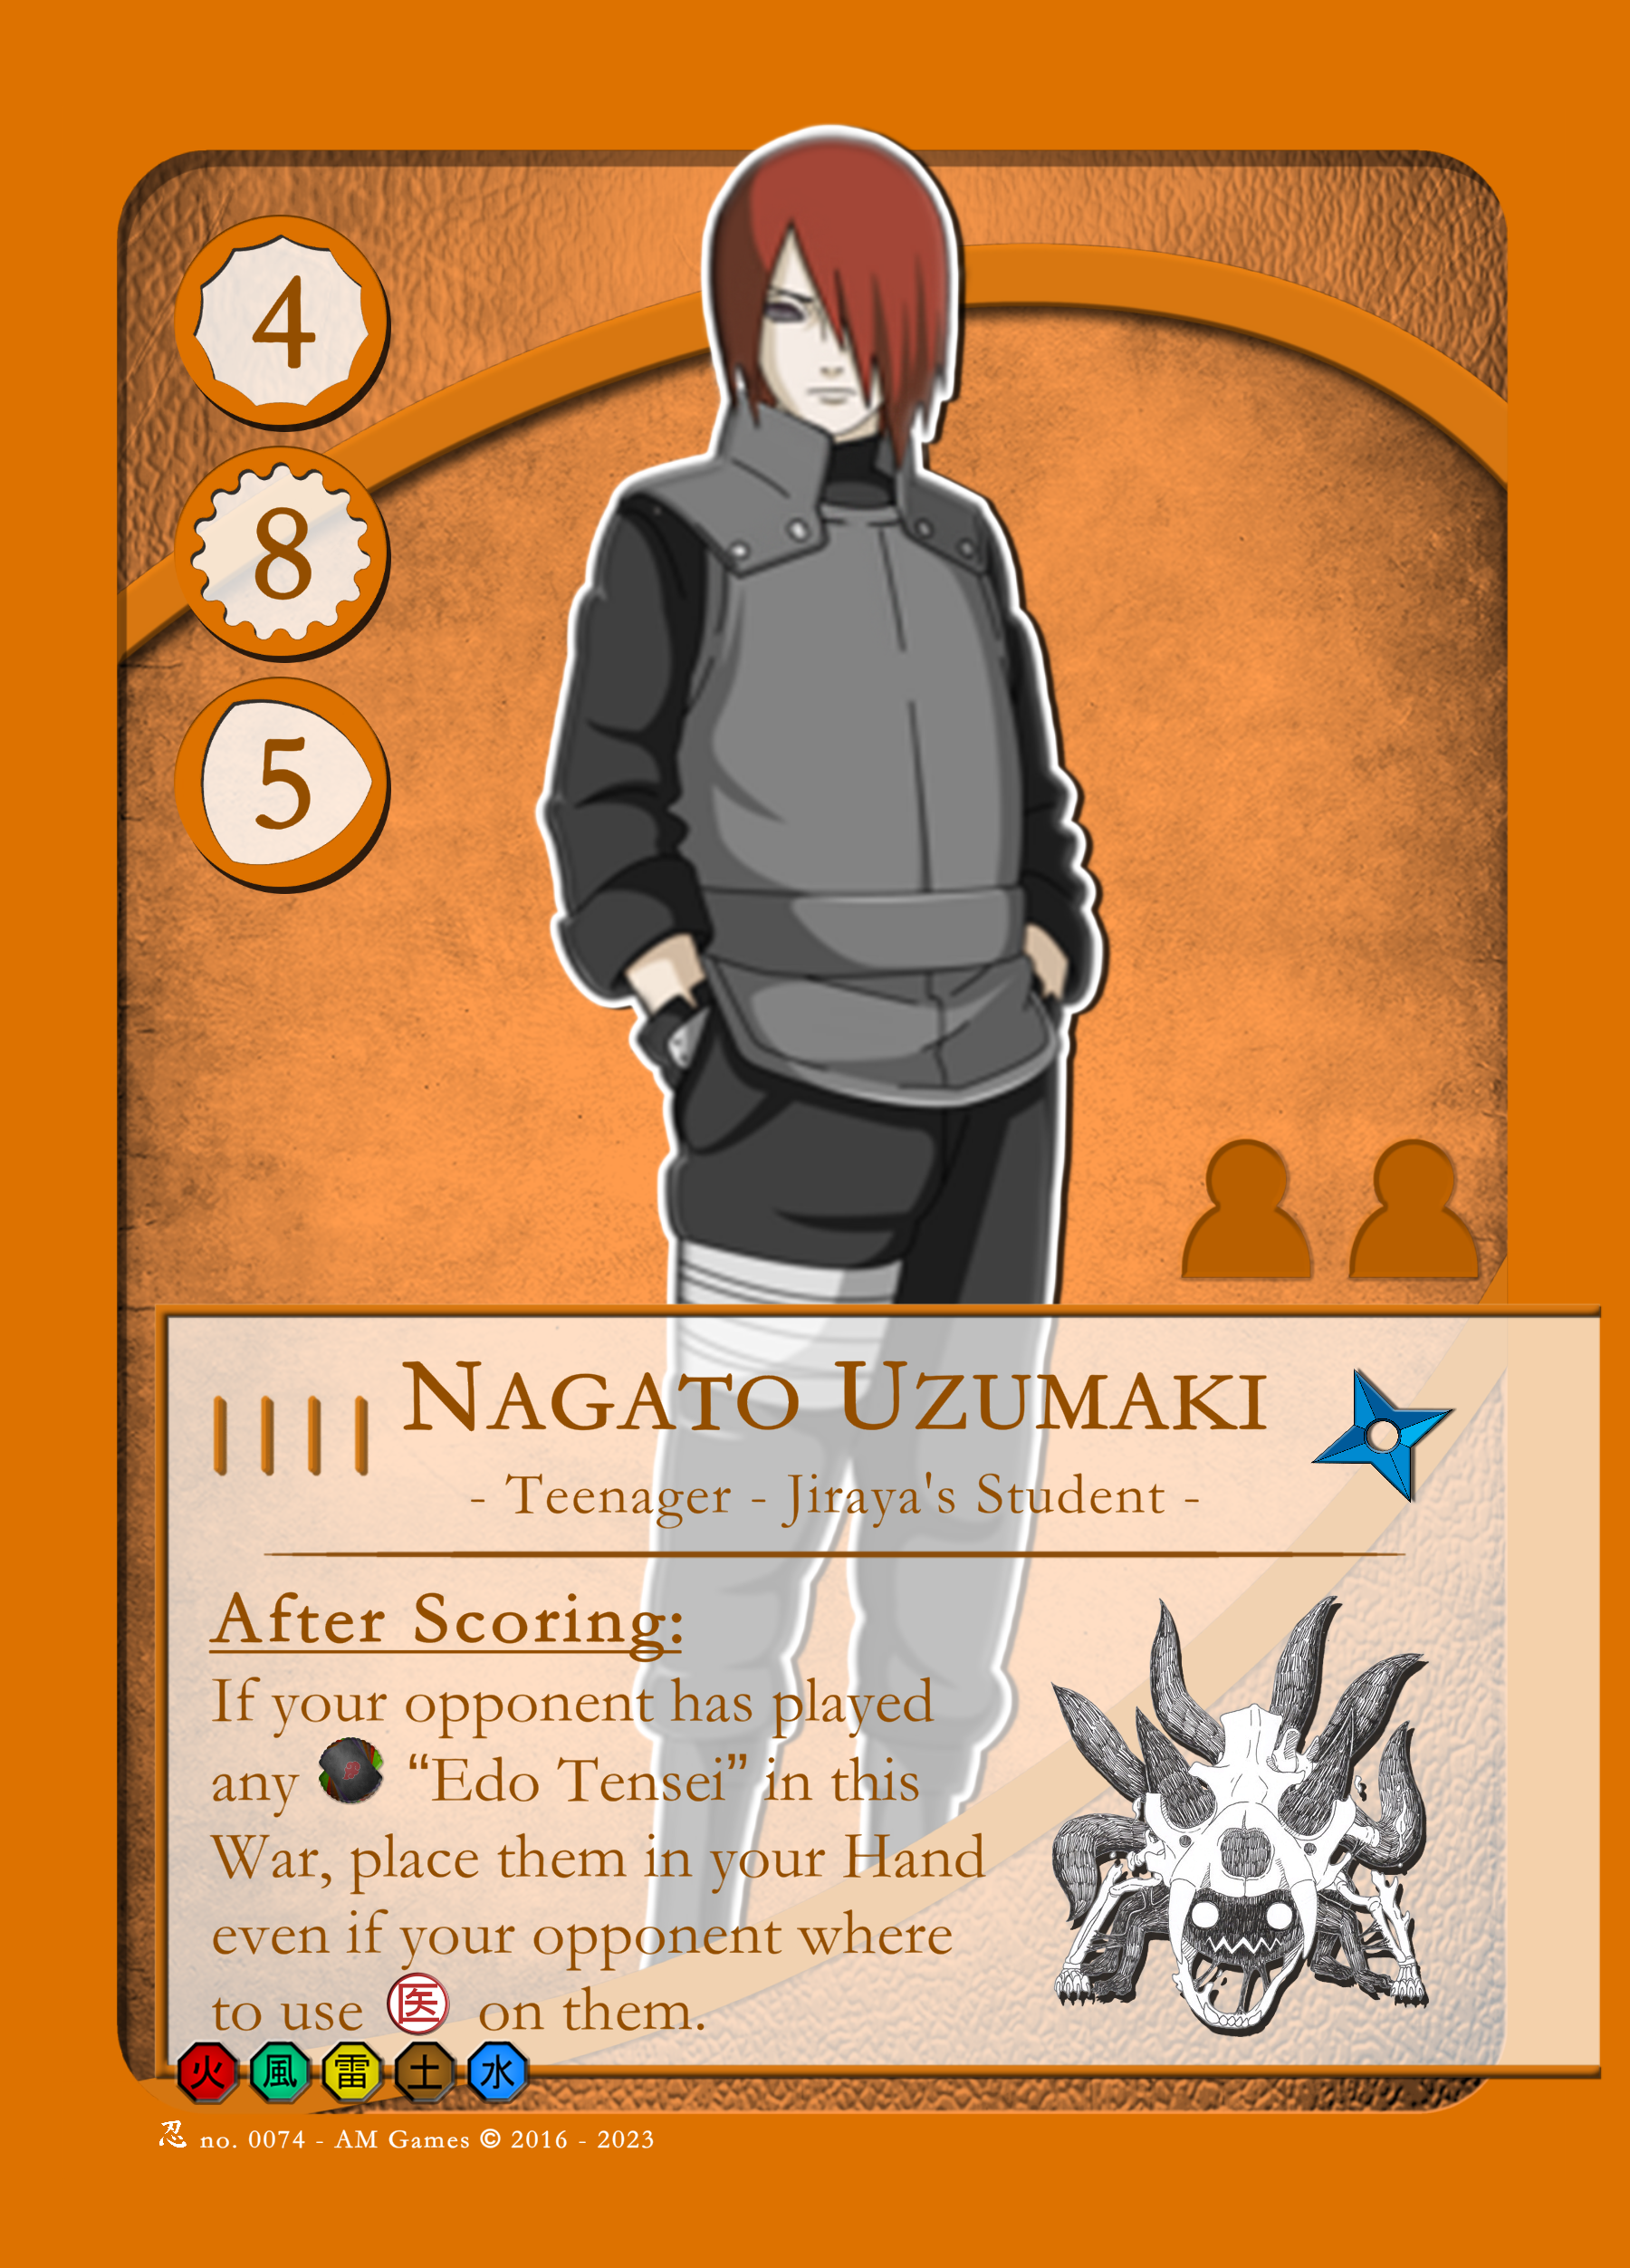 4
8
5
Nagato Uzumaki
- Teenager - Jiraya's Student -
After Scoring:
If your opponent has played
any “Edo Tensei” in this
War, place them in your Hand
even if your opponent where
to use 医 on them.
火 風 雷 土 水
忍 no. 0074 - AM Games © 2016 - 2023